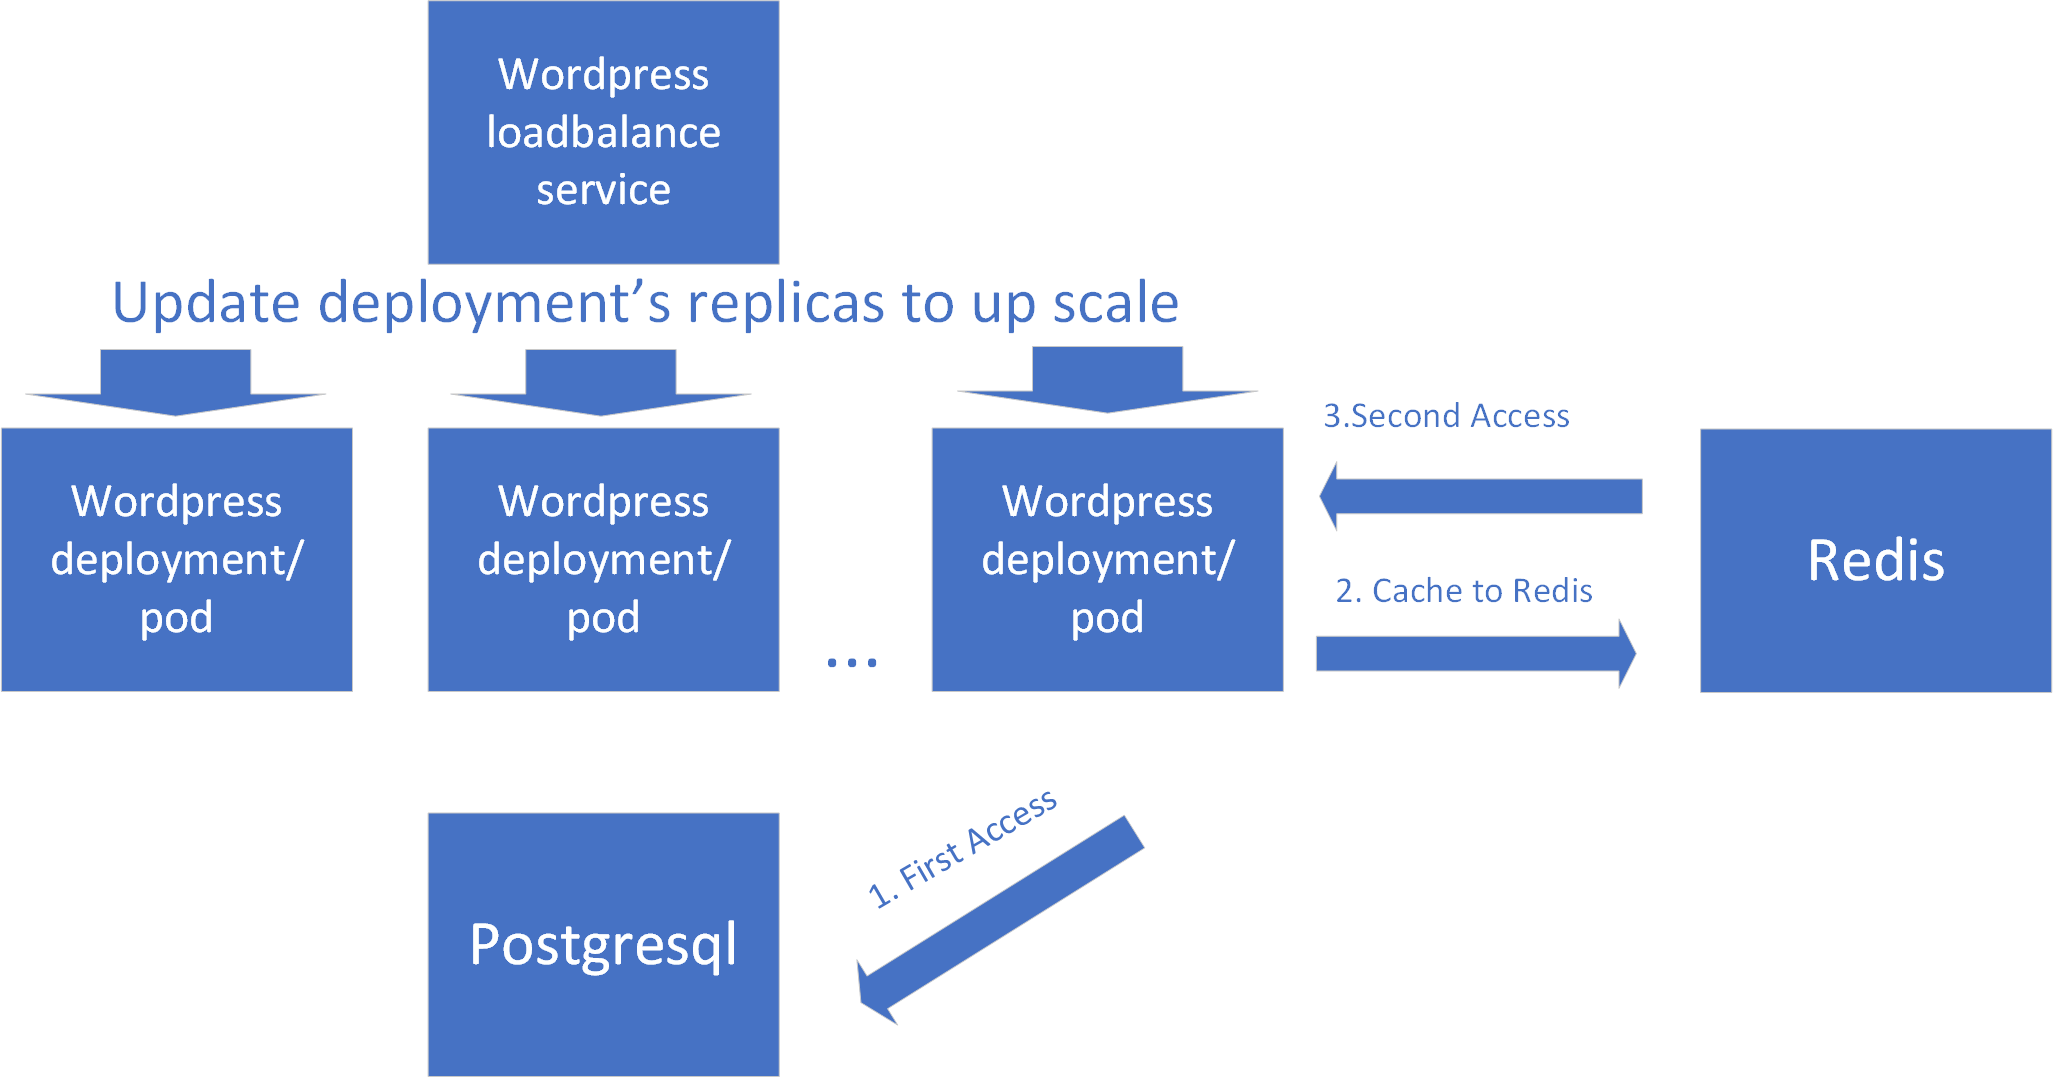 Wordpress
loadbalance
service
Update deployment’s replicas to up scale
Wordpress
deployment/
pod
Wordpress
deployment/
pod
...
Wordpress
deployment/
pod
3.Second Access
2. Cache to Redis
Redis
1. First Access
Postgresql